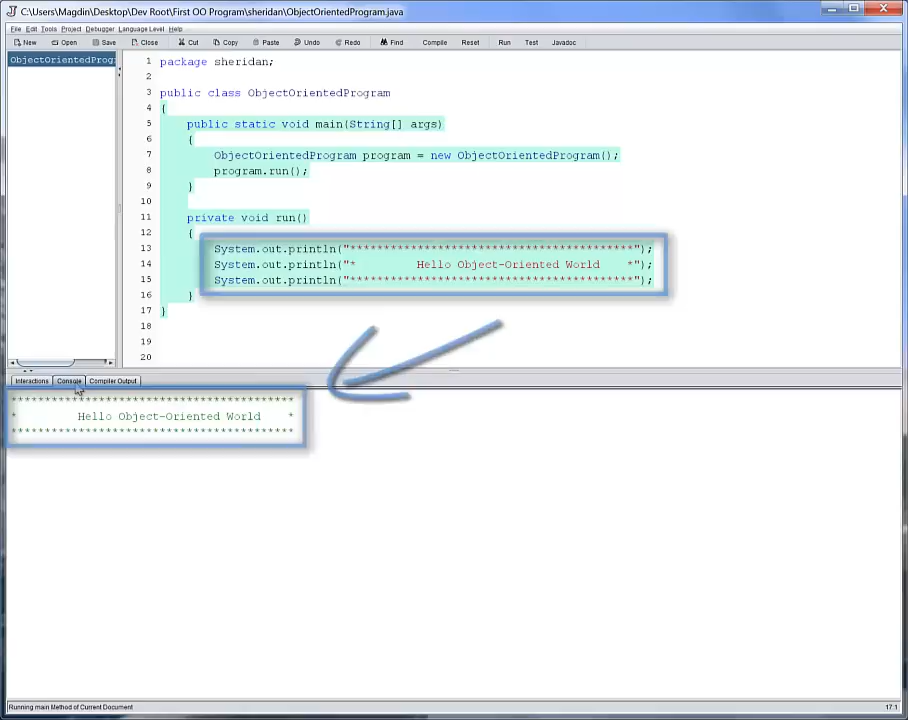 C:\Users\Magdin\Desktop\Dev Root\First OO Program\sheridan\ObjectOrientedProgram.java
File Edit Tools Project Debugger Language Level Help
New Open Save Close Cut Copy Paste Undo Redo Find Compile Reset Run Test Javadoc
ObjectOrientedProgr
1 package sheridan;
2
3 public class ObjectOrientedProgram
4 {
5 public static void main(String[] args)
6 {
7 ObjectOrientedProgram program = new ObjectOrientedProgram();
8 program.run();
9 }
10
11 private void run()
12 {
13 System.out.println("******************************************");
14 System.out.println("*         Hello Object-Oriented World    *");
15 System.out.println("******************************************");
16 }
17 }
18
19
20
Interactions Console Compiler Output
******************************************
*         Hello Object-Oriented World    *
******************************************
Running main Method of Current Document 17:1